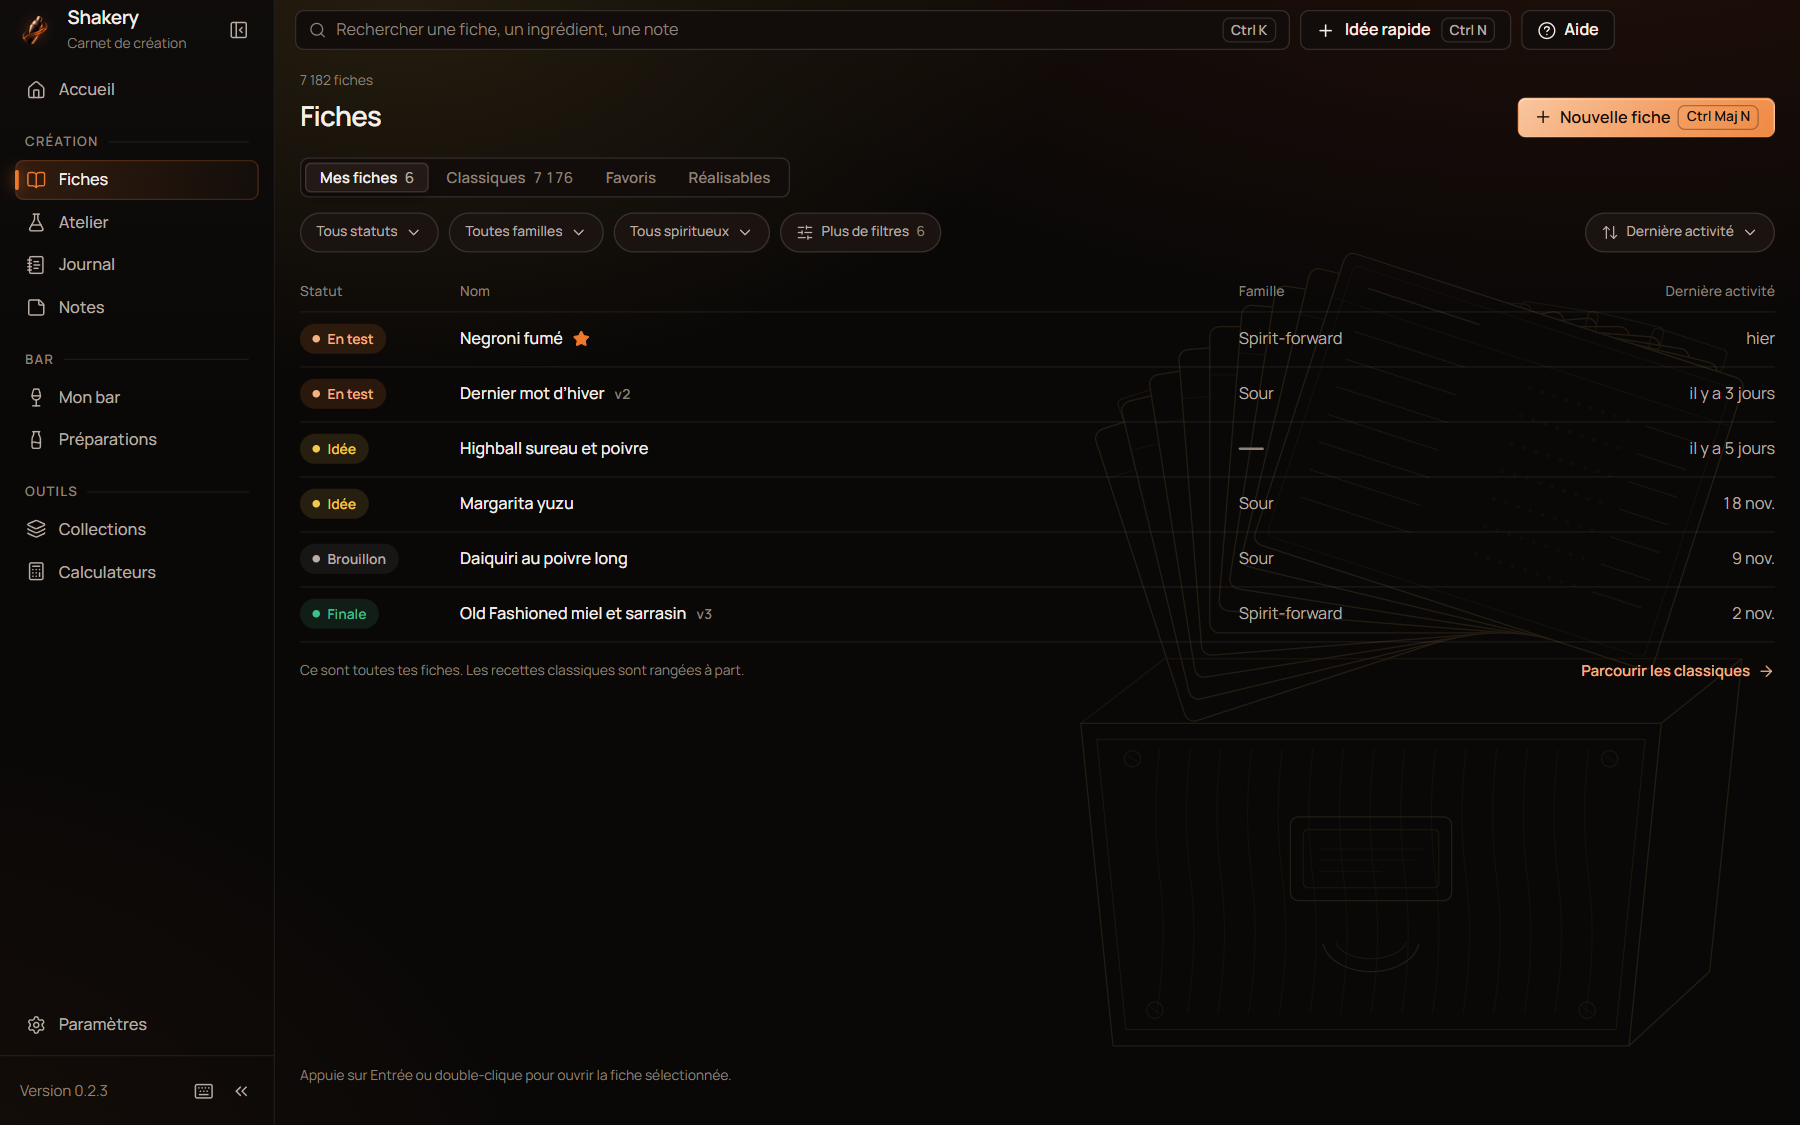 Shakery
Carnet de création
Rechercher une fiche, un ingrédient, une note
Ctrl K
Idée rapide Ctrl N
Aide
Accueil
CRÉATION
Fiches
Atelier
Journal
Notes
BAR
Mon bar
Préparations
OUTILS
Collections
Calculateurs
Paramètres
Version 0.2.3
7 182 fiches
Fiches
Nouvelle fiche Ctrl Maj N
Mes fiches 6 Classiques 7 176 Favoris Réalisables
Tous statuts Toutes familles Tous spiritueux Plus de filtres 6 Dernière activité
Statut Nom Famille Dernière activité
En test Negroni fumé Spirit-forward hier
En test Dernier mot d’hiver v2 Sour il y a 3 jours
Idée Highball sureau et poivre — il y a 5 jours
Idée Margarita yuzu Sour 18 nov.
Brouillon Daiquiri au poivre long Sour 9 nov.
Finale Old Fashioned miel et sarrasin v3 Spirit-forward 2 nov.
Ce sont toutes tes fiches. Les recettes classiques sont rangées à part. Parcourir les classiques →
Appuie sur Entrée ou double-clique pour ouvrir la fiche sélectionnée.